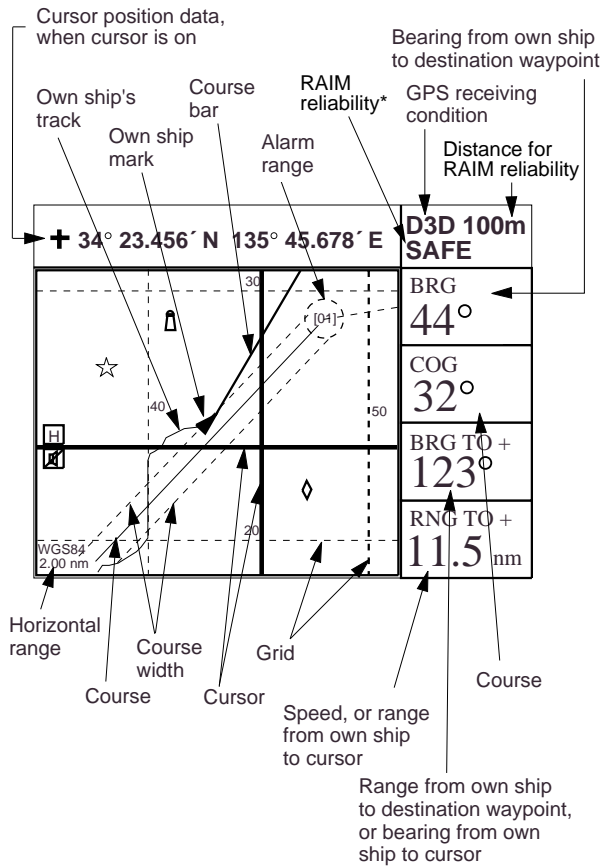 Cursor position data,
when cursor is on
Own ship's
track
Own ship
mark
Course
bar
Alarm
range
RAIM
reliability*
Bearing from own ship
to destination waypoint
GPS receiving
condition
Distance for
RAIM reliability
+ 34° 23.456´ N 135° 45.678´ E
D3D 100m
SAFE
30
[01]
40
50
H
20
WGS84
2.00 nm
BRG
44°
COG
32°
BRG TO +
123°
RNG TO +
11.5 nm
Horizontal
range
Course
Course
width
Cursor
Grid
Speed, or range
from own ship
to cursor
Course
Range from own ship
to destination waypoint,
or bearing from own
ship to cursor